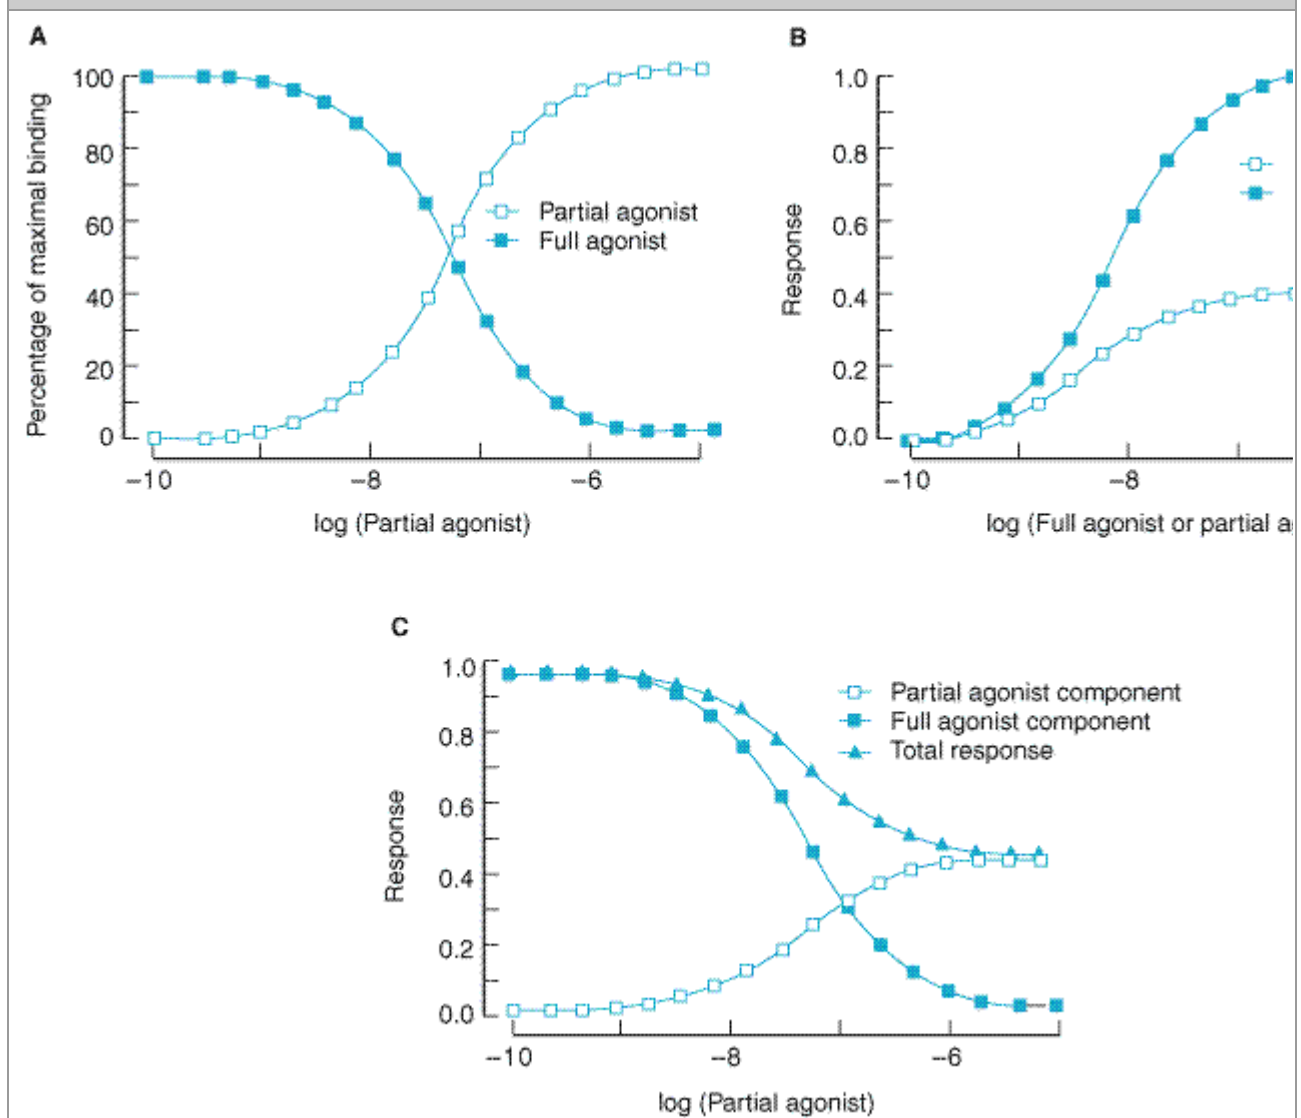 A
Percentage of maximal binding
100
80
60
40
20
0
Partial agonist
Full agonist
–10
–8
–6
log (Partial agonist)
B
Response
1.0
0.8
0.6
0.4
0.2
0.0
–10
–8
log (Full agonist or partial a
C
Response
1.0
0.8
0.6
0.4
0.2
0.0
Partial agonist component
Full agonist component
Total response
–10
–8
–6
log (Partial agonist)